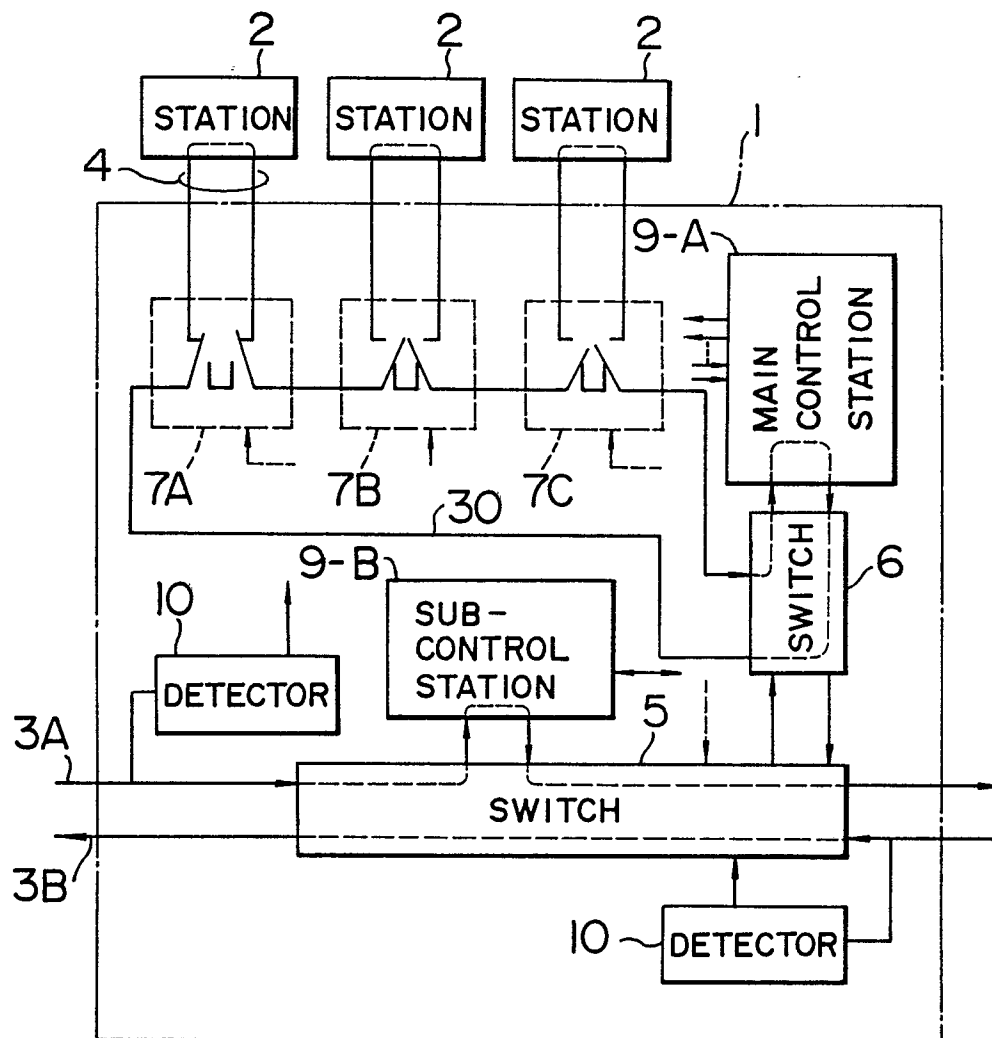 2
2
2
STATION
STATION
STATION
1
4
9-A
MAIN
CONTROL
STATION
7A
7B
7C
30
9-B
SWITCH
6
10
SUB-
CONTROL
STATION
DETECTOR
5
3A
SWITCH
3B
10
DETECTOR